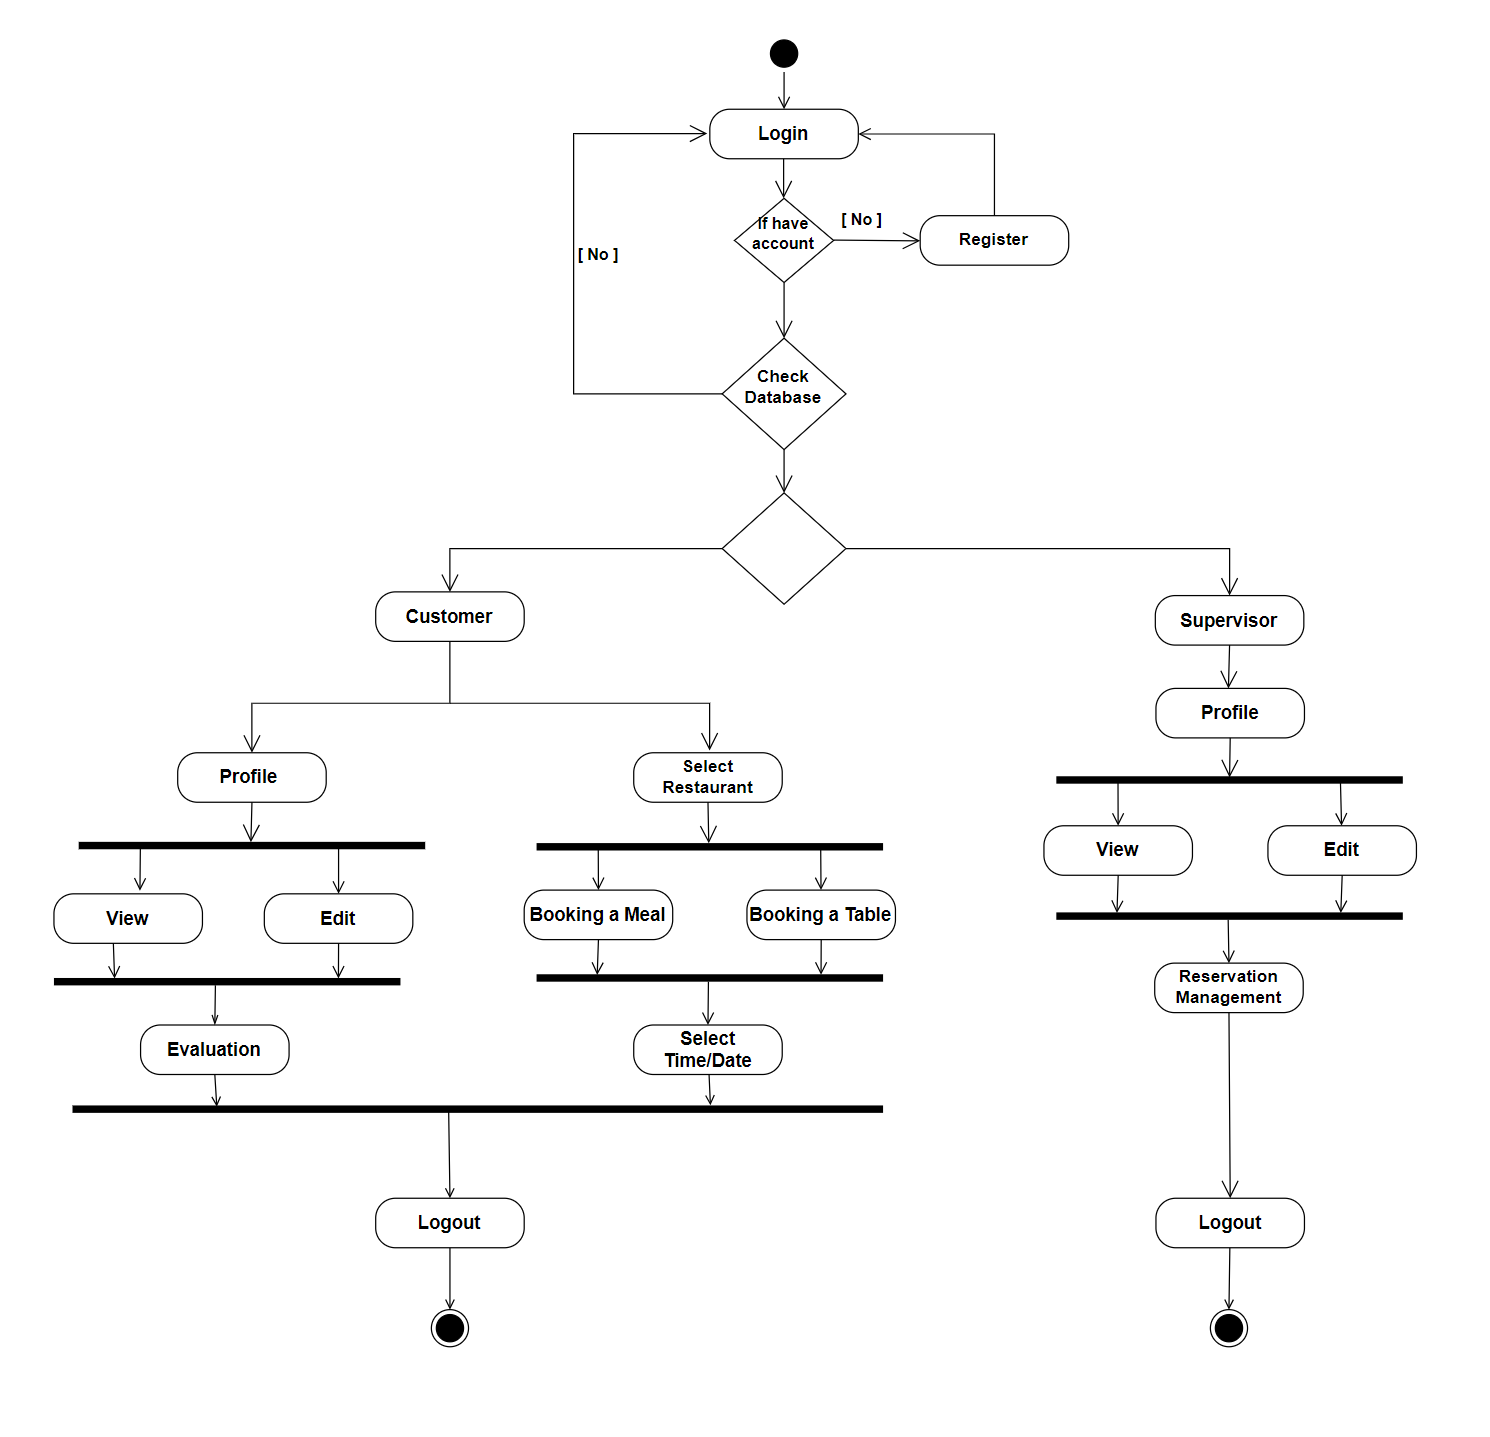 Login
If have
account
[ No ]
Register
[ No ]
Check
Database
Customer
Supervisor
Profile
Profile
Select
Restaurant
View
Edit
View
Edit
Booking a Meal
Booking a Table
Reservation
Management
Evaluation
Select
Time/Date
Logout
Logout